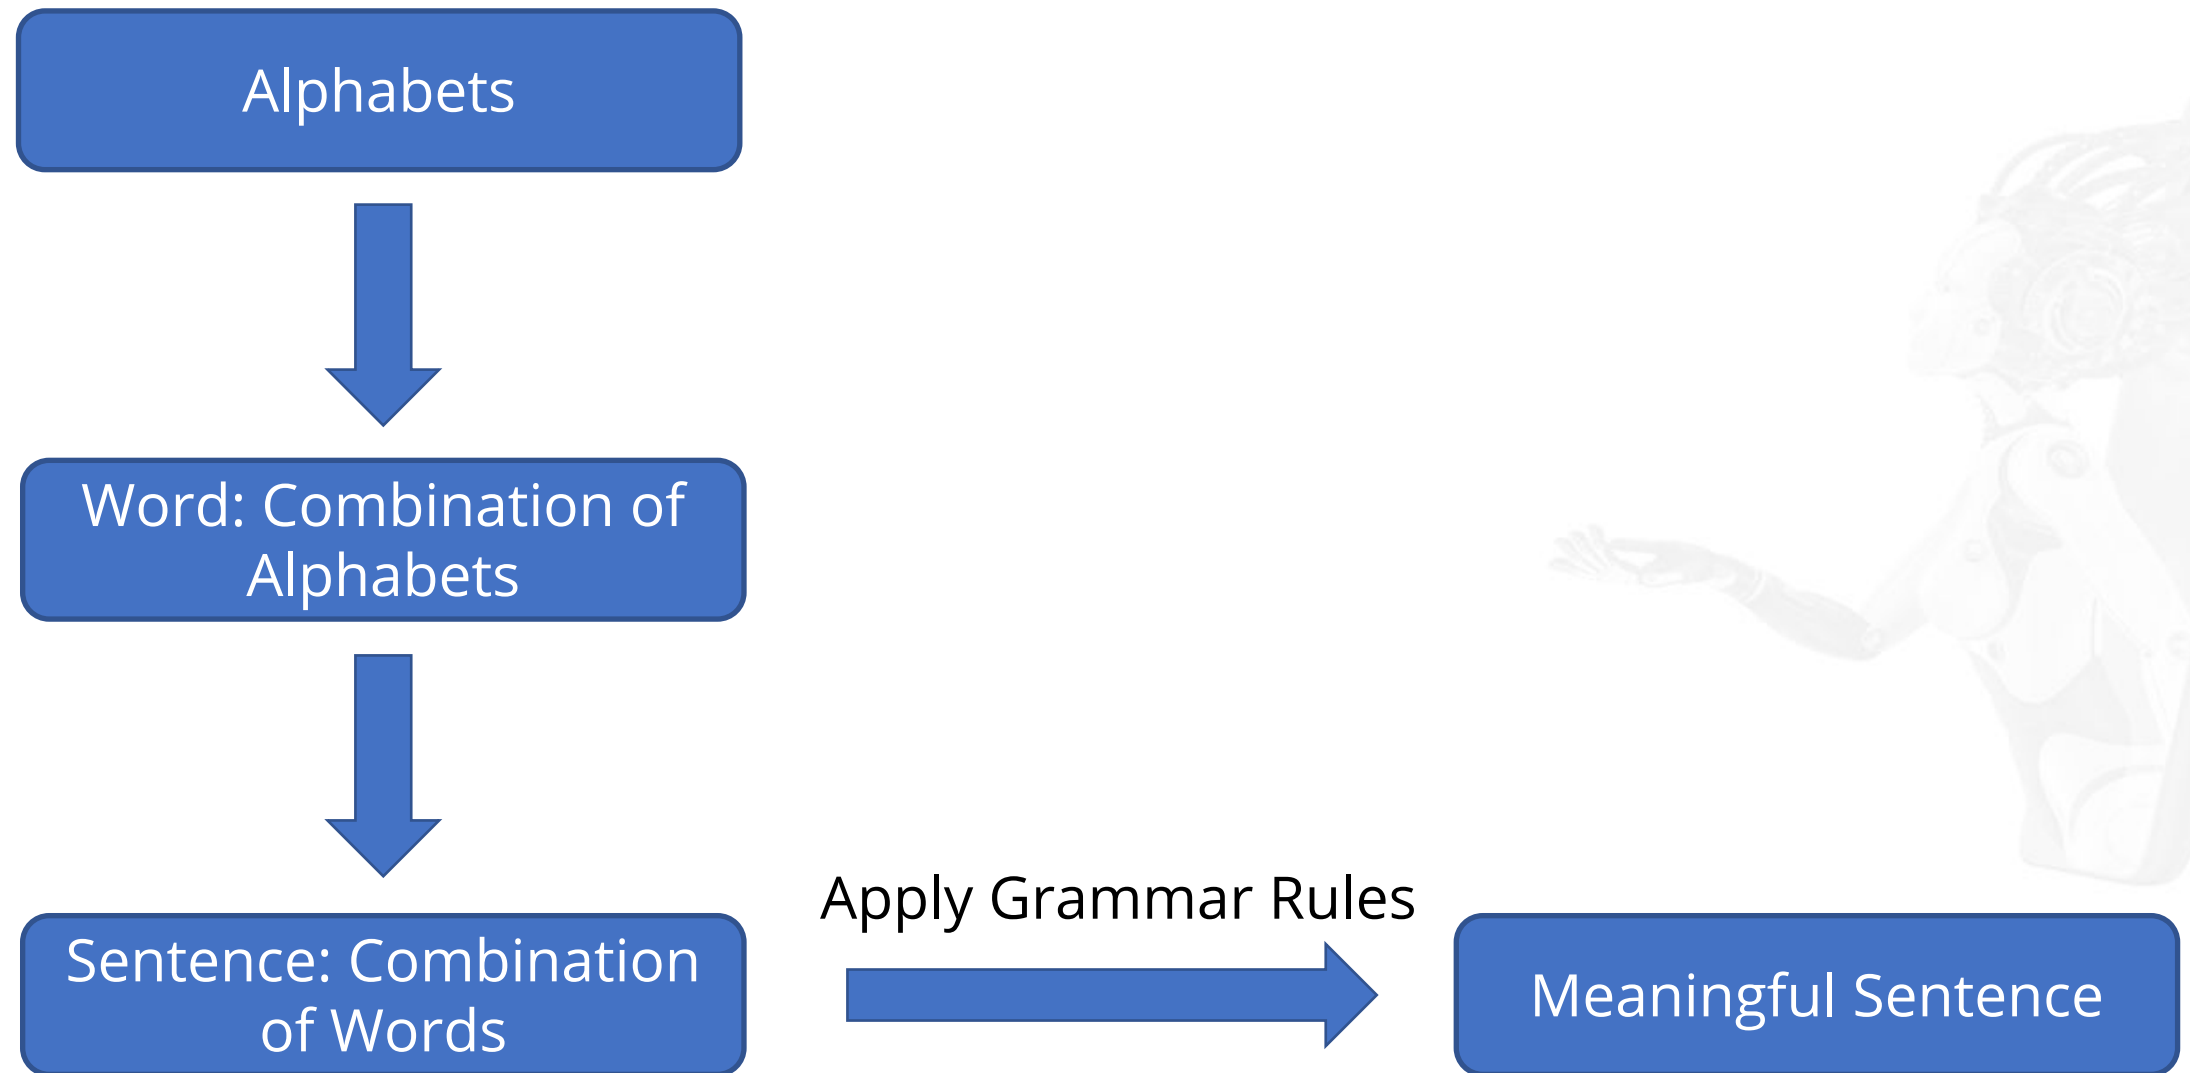 Alphabets
Word: Combination of
Alphabets
Sentence: Combination
of Words
Apply Grammar Rules
Meaningful Sentence